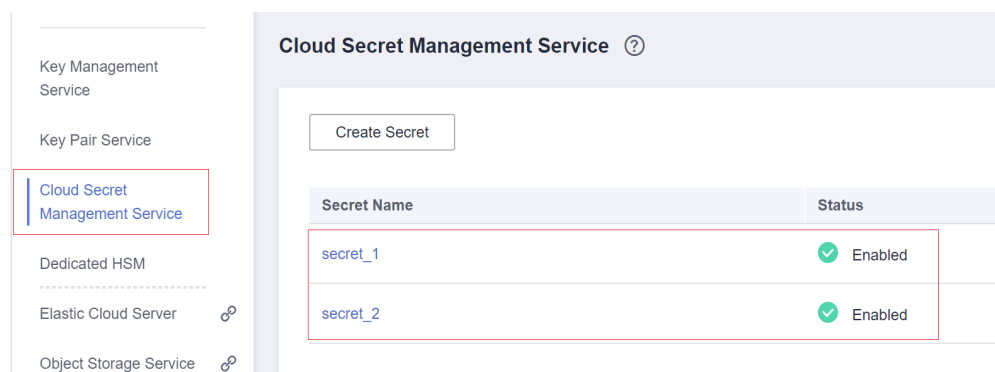 Cloud Secret Management Service ?
Key Management
Service
Key Pair Service
Cloud Secret
Management Service
Dedicated HSM
Elastic Cloud Server
Object Storage Service
Create Secret
Secret Name Status
secret_1 Enabled
secret_2 Enabled